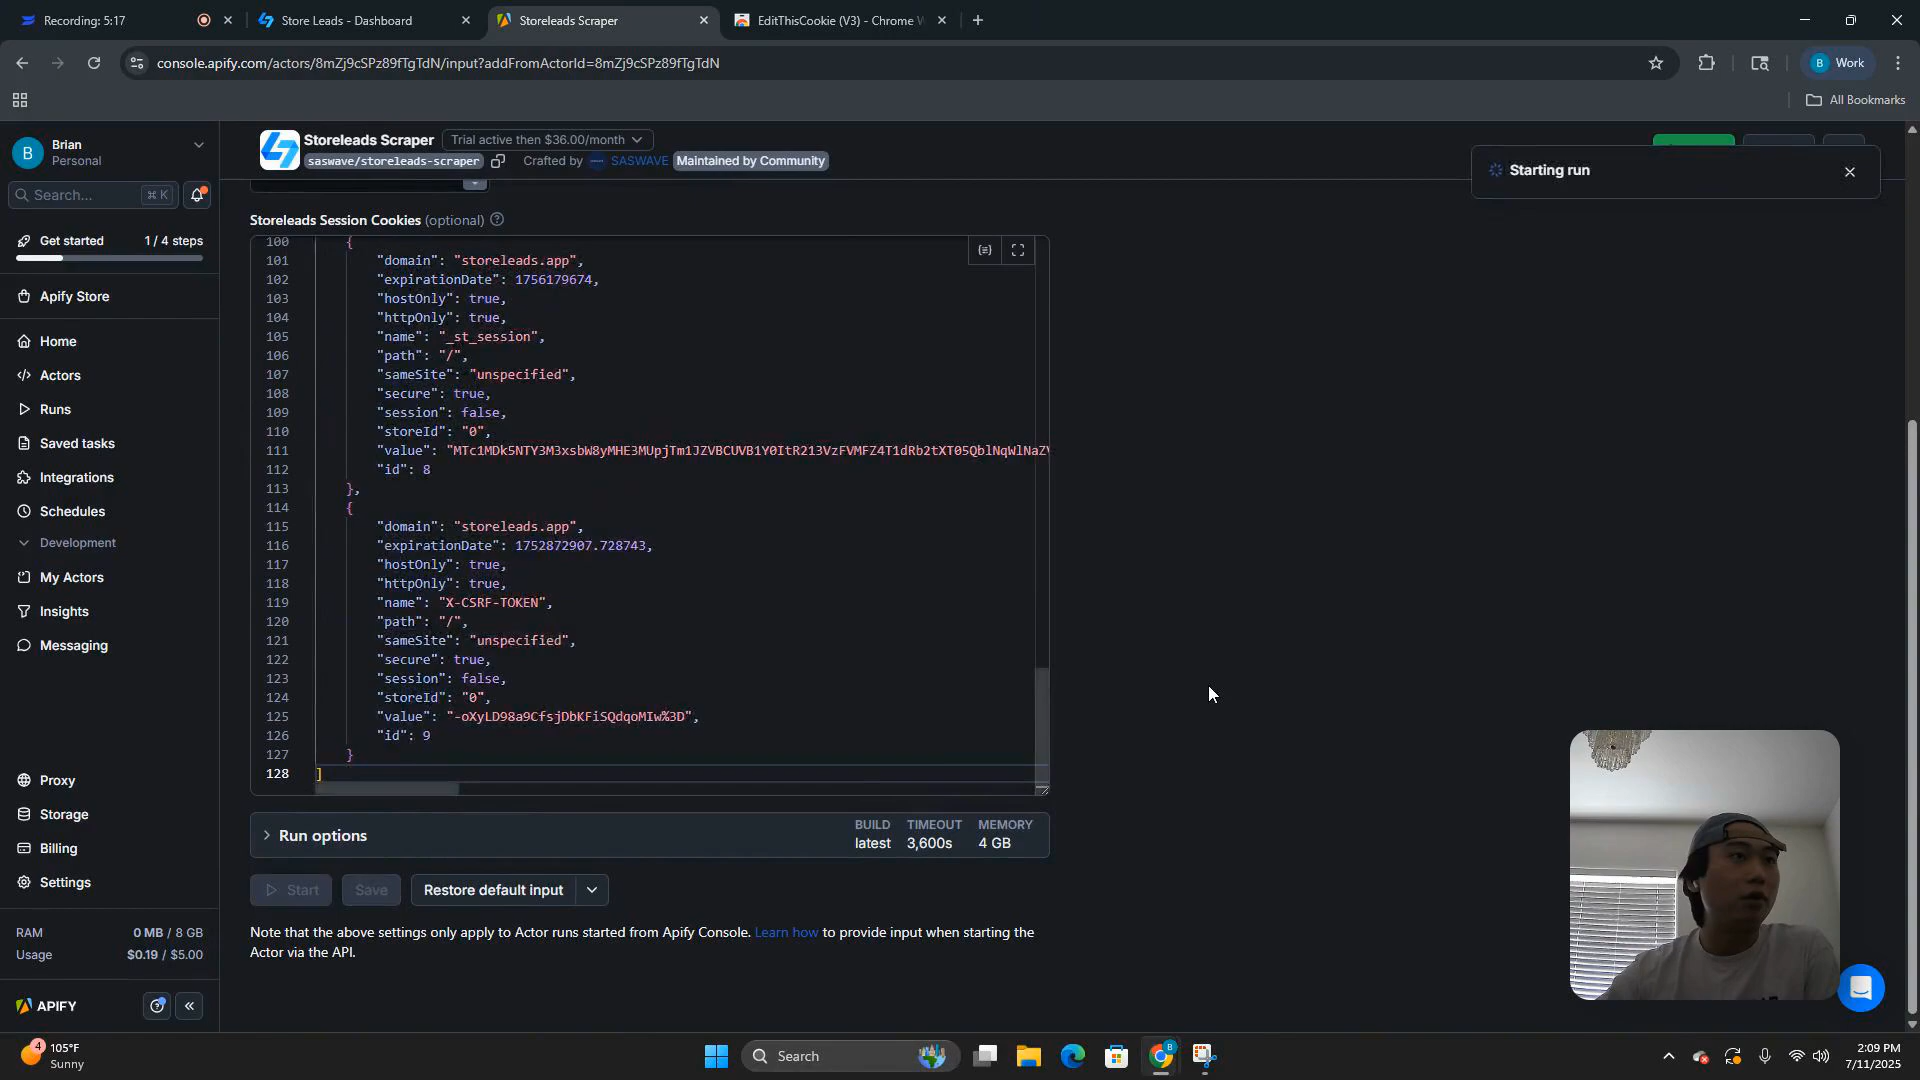 Recording: 5:17
Store Leads - Dashboard
Storeleads Scraper
EditThisCookie (V3) - Chrome W
console.apify.com/actors/8mZj9cSPz89fTgTdN/input?addFromActorId=8mZj9cSPz89fTgTdN
B Work
All Bookmarks
B
Brian
Personal
Search... ⌘ K
Get started 1 / 4 steps
Apify Store
Home
Actors
Runs
Saved tasks
Integrations
Schedules
Development
My Actors
Insights
Messaging
Proxy
Storage
Billing
Settings
RAM 0 MB / 8 GB
Usage $0.19 / $5.00
APIFY
Storeleads Scraper Trial active then $36.00/month
saswave/storeleads-scraper Crafted by SASWAVE Maintained by Community
Starting run
Storeleads Session Cookies (optional)
100 {
101 "domain": "storeleads.app",
102 "expirationDate": 1756179674,
103 "hostOnly": true,
104 "httpOnly": true,
105 "name": "_st_session",
106 "path": "/",
107 "sameSite": "unspecified",
108 "secure": true,
109 "session": false,
110 "storeId": "0",
111 "value": "MTc1MDk5NTY3M3xsbW8yMHE3MUpjTm1JZVBCUVB1Y0ItR213VzFVMFZ4T1dRb2tXT05QblNqWlNaZV
112 "id": 8
113 },
114 {
115 "domain": "storeleads.app",
116 "expirationDate": 1752872907.728743,
117 "hostOnly": true,
118 "httpOnly": true,
119 "name": "X-CSRF-TOKEN",
120 "path": "/",
121 "sameSite": "unspecified",
122 "secure": true,
123 "session": false,
124 "storeId": "0",
125 "value": "-oXyLD98a9CfsjDbKFiSQdqoMIw%3D",
126 "id": 9
127 }
128 ]
Run options
BUILD TIMEOUT MEMORY
latest 3,600s 4 GB
Start Save Restore default input
Note that the above settings only apply to Actor runs started from Apify Console. Learn how to provide input when starting the
Actor via the API.
4
105°F
Sunny
Search
B
2:09 PM
7/11/2025